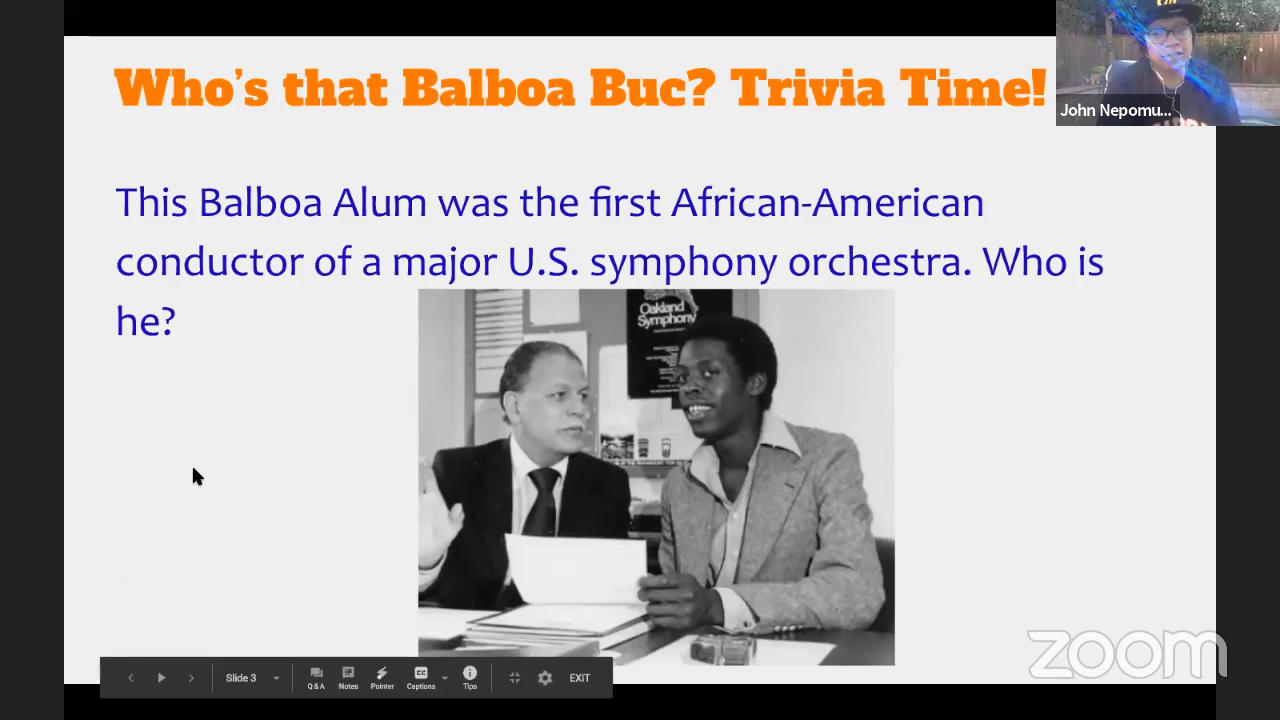 Who's that Balboa Buc? Trivia Time!
John Nepomu...
This Balboa Alum was the first African-American
conductor of a major U.S. symphony orchestra. Who is
he?
Oakland
Symphony
zoom
Slide 3
Q & A
Notes
Pointer
Captions
Tips
EXIT